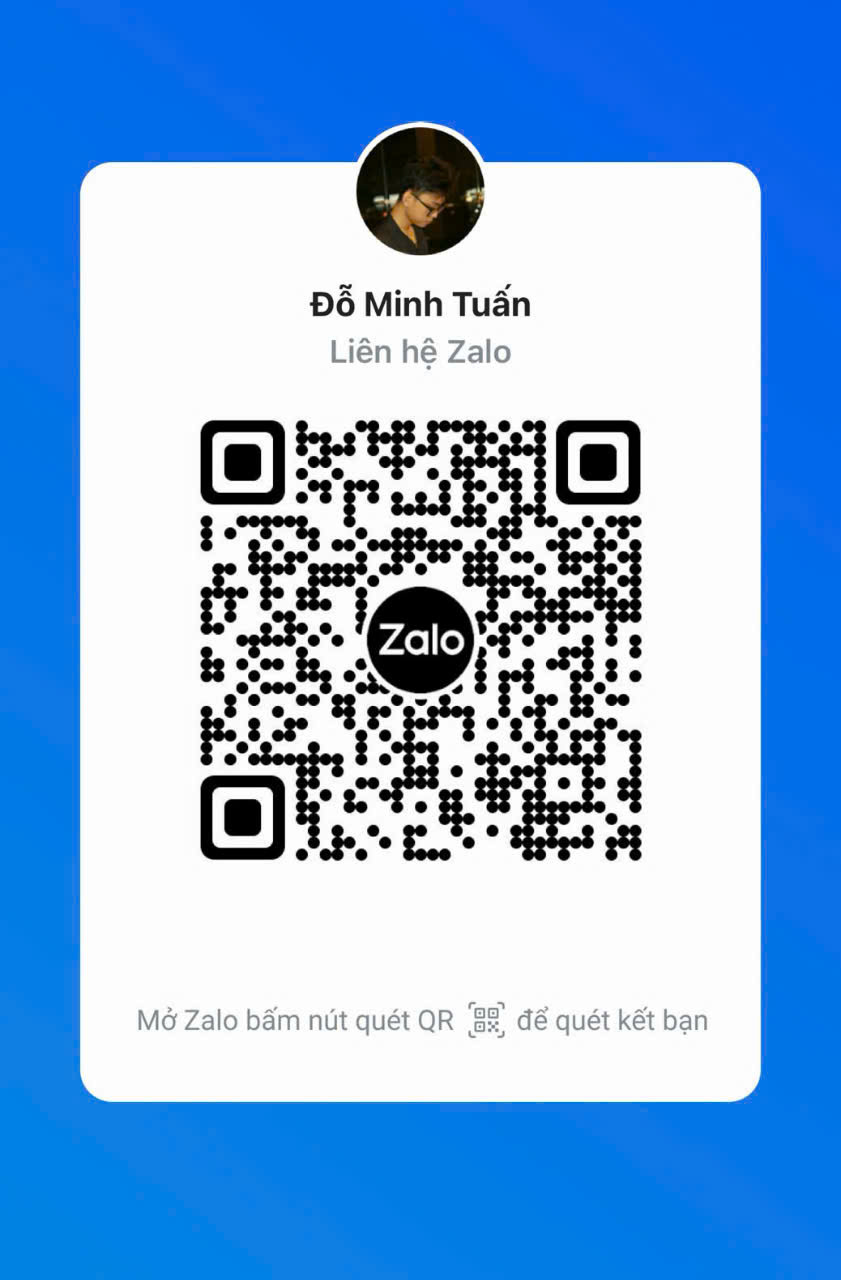 Đỗ Minh Tuấn
Liên hệ Zalo
Zalo
Mở Zalo bấm nút quét QR để quét kết bạn